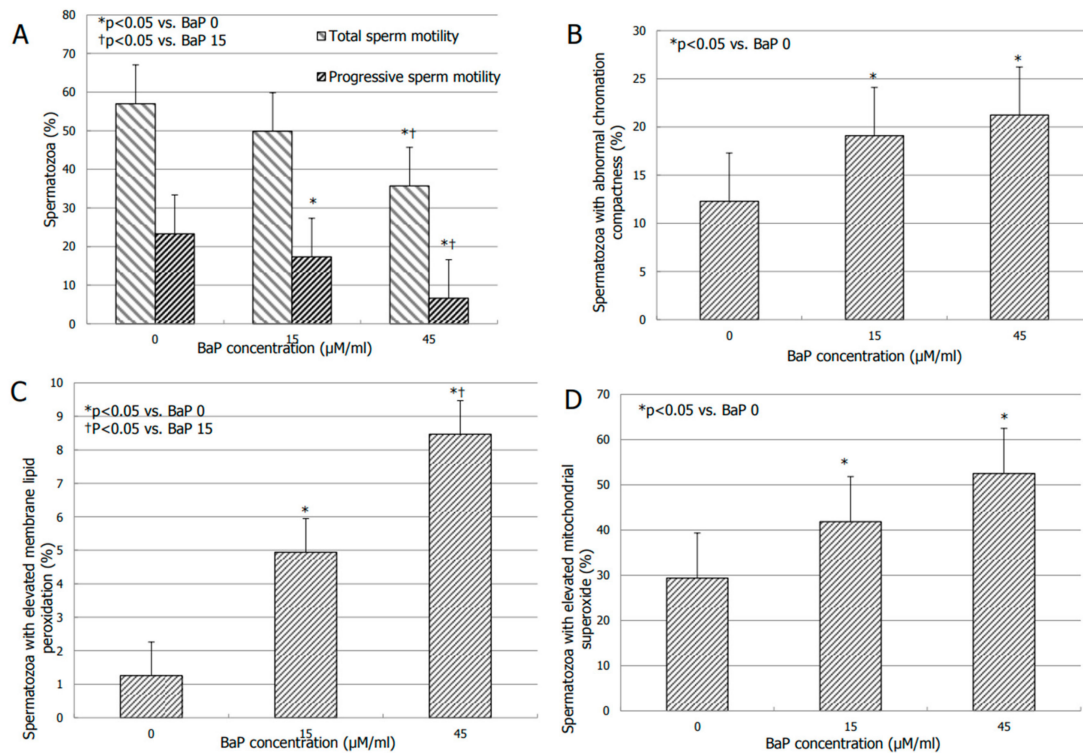 A
*p<0.05 vs. BaP 0
†p<0.05 vs. BaP 15
Total sperm motility
Progressive sperm motility
Spermatozoa (%)
80
70
60
50
40
30
20
10
0
*†
*
*†
0 15 45
BaP concentration (µM/ml)
B
*p<0.05 vs. BaP 0
Spermatozoa with abnormal chromation
compactness (%)
30
25
20
15
10
5
0
* *
0 15 45
BaP concentration (µM/ml)
C
*p<0.05 vs. BaP 0
†P<0.05 vs. BaP 15
Spermatozoa with elevated membrane lipid
peroxidation (%)
10
9
8
7
6
5
4
3
2
1
0
*
*†
0 15 45
BaP concentration (µM/ml)
D
*p<0.05 vs. BaP 0
Spermatozoa with elevated mitochondrial
superoxide (%)
70
60
50
40
30
20
10
0
*
*
0 15 45
BaP concentration (µM/ml)